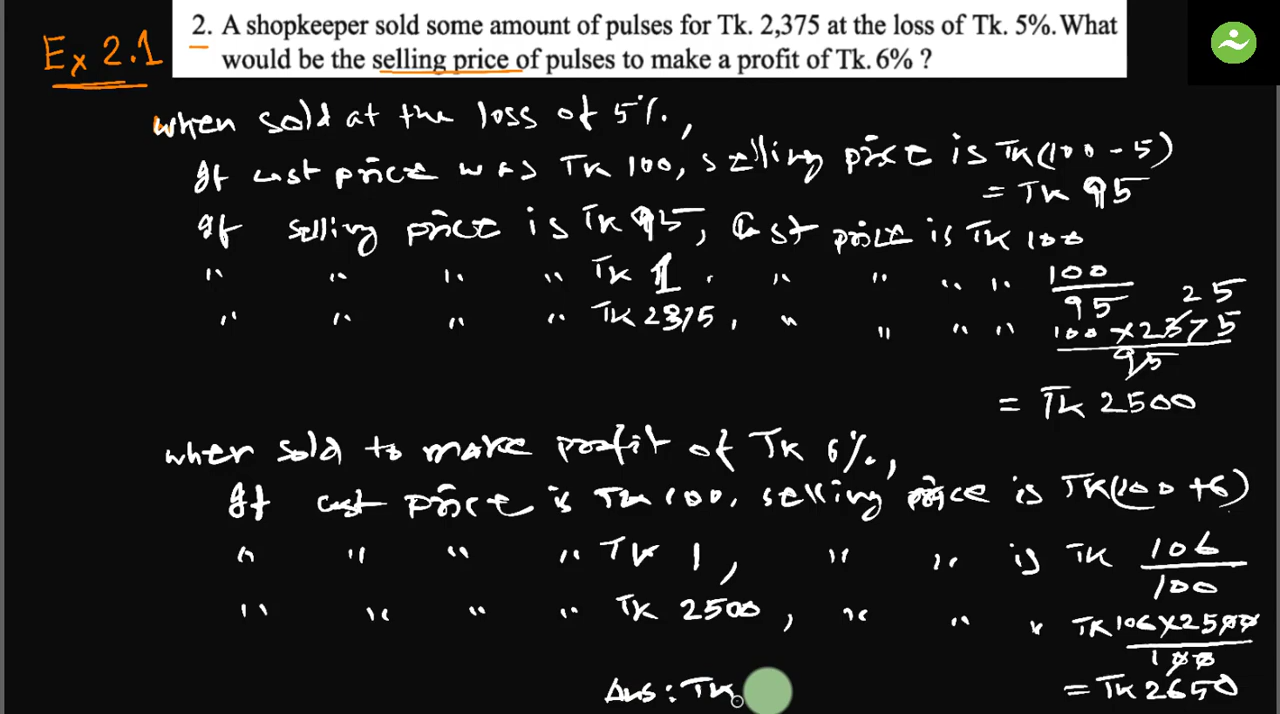 Ex 2.1
2. A shopkeeper sold some amount of pulses for Tk. 2,375 at the loss of Tk. 5%. What
would be the selling price of pulses to make a profit of Tk. 6% ?
when sold at the loss of 5%,
If cost price was Tk 100, selling price is Tk(100-5)
= Tk 95
If selling price is Tk 95, Cost price is Tk 100
" " " " Tk 1 . " " " " 100/95
" " " " Tk 2375, " " " " 100×2375/95 25
= Tk 2500
when sold to make profit of Tk 6%,
If cost price is Tk 100, selling price is Tk(100+6)
" " " " Tk 1, " " is Tk 106/100
" " " " Tk 2500, " " " Tk 106×2500/100
= Tk 2650
Ans: Tk